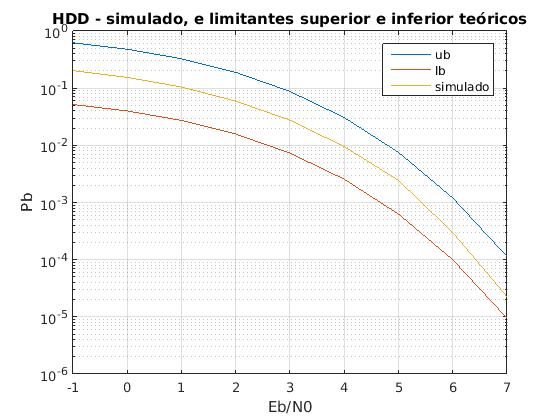 HDD - simulado, e limitantes superior e inferior teóricos
10^0
10^-1
10^-2
10^-3
10^-4
10^-5
10^-6
Pb
ub
lb
simulado
-1 0 1 2 3 4 5 6 7
Eb/N0